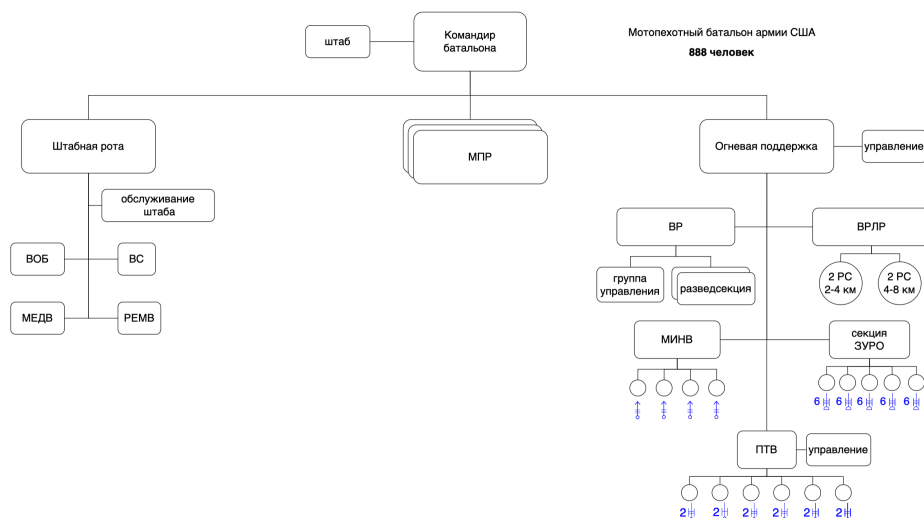 штаб
Командир
батальона
Мотопехотный батальон армии США
888 человек
Штабная рота
МПР
Огневая поддержка
управление
обслуживание
штаба
ВОБ
ВС
МЕДВ
РЕМВ
ВР
ВРЛР
группа
управления
разведсекция
2 РС
2-4 км
2 РС
4-8 км
МИНВ
секция
ЗУРО
6 6 6 6 6
ПТВ
управление
2 2 2 2 2 2